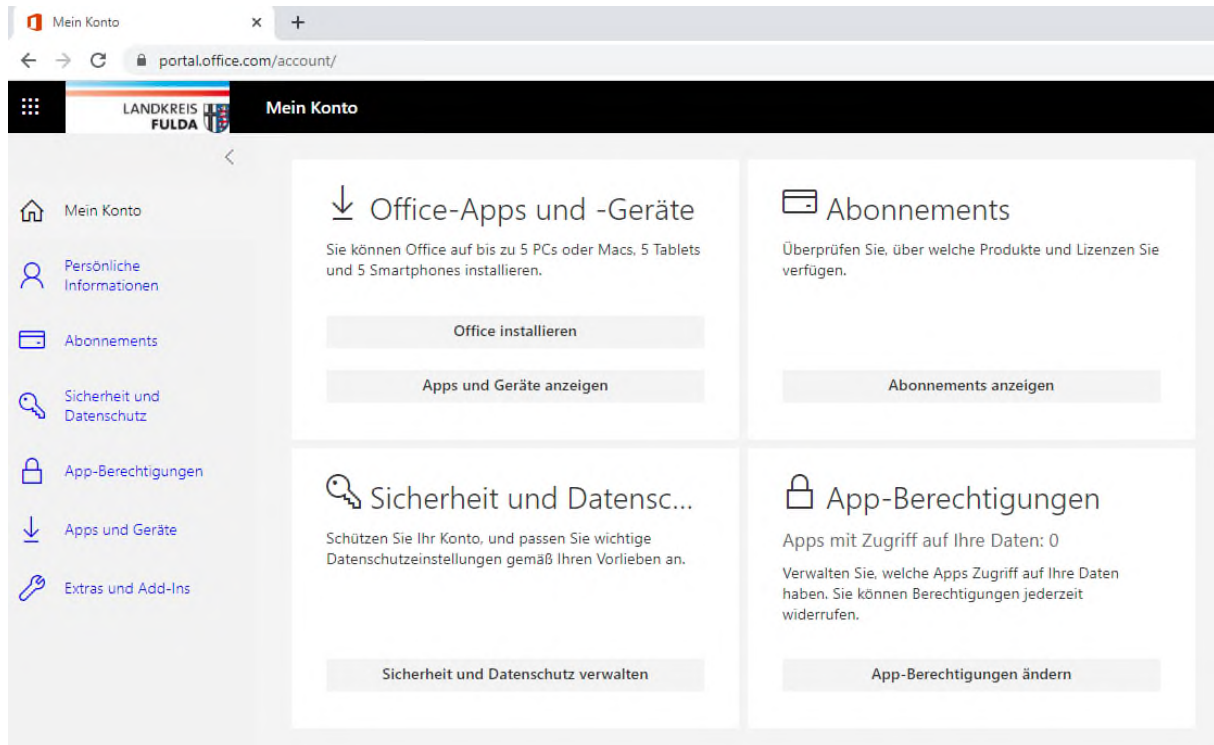 Mein Konto
portal.office.com/account/
LANDKREIS
FULDA
Mein Konto
Mein Konto
Persönliche
Informationen
Abonnements
Sicherheit und
Datenschutz
App-Berechtigungen
Apps und Geräte
Extras und Add-Ins
Office-Apps und -Geräte
Sie können Office auf bis zu 5 PCs oder Macs, 5 Tablets
und 5 Smartphones installieren.
Office installieren
Apps und Geräte anzeigen
Abonnements
Überprüfen Sie, über welche Produkte und Lizenzen Sie
verfügen.
Abonnements anzeigen
Sicherheit und Datensc...
Schützen Sie Ihr Konto, und passen Sie wichtige
Datenschutzeinstellungen gemäß Ihren Vorlieben an.
Sicherheit und Datenschutz verwalten
App-Berechtigungen
Apps mit Zugriff auf Ihre Daten: 0
Verwalten Sie, welche Apps Zugriff auf Ihre Daten
haben. Sie können Berechtigungen jederzeit
widerrufen.
App-Berechtigungen ändern